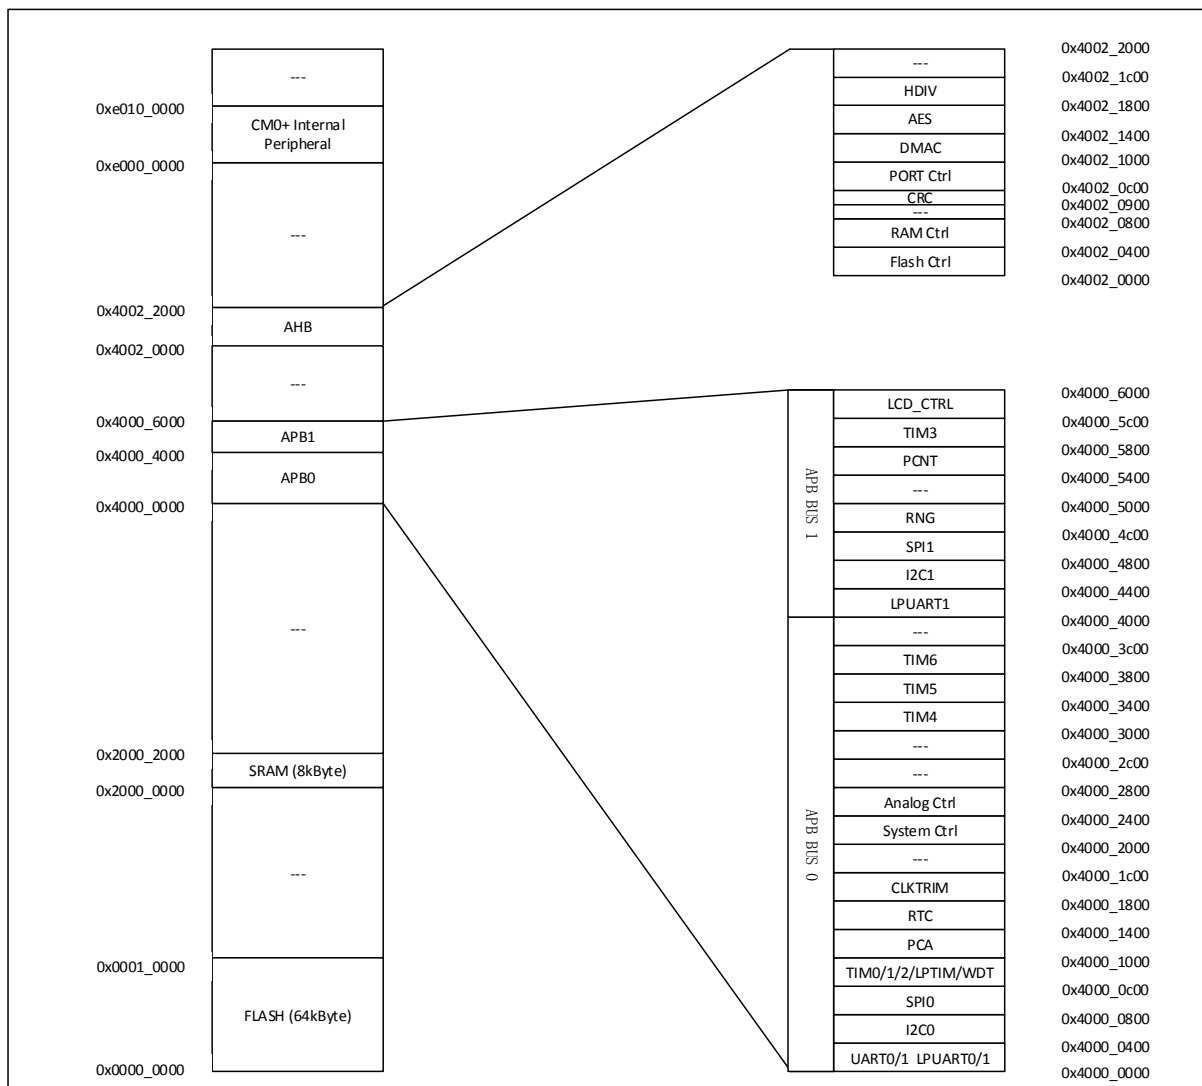 ---
0xe010_0000
CM0+ Internal
Peripheral
0xe000_0000
---
0x4002_2000
AHB
0x4002_0000
---
0x4000_6000
APB1
0x4000_4000
APB0
0x4000_0000
---
0x2000_2000
SRAM (8kByte)
0x2000_0000
---
0x0001_0000
FLASH (64kByte)
0x0000_0000
0x4002_2000
---
0x4002_1c00
HDIV
0x4002_1800
AES
0x4002_1400
DMAC
0x4002_1000
PORT Ctrl
0x4002_0c00
CRC
0x4002_0900
---
0x4002_0800
RAM Ctrl
0x4002_0400
Flash Ctrl
0x4002_0000
APB BUS 1
0x4000_6000
LCD_CTRL
0x4000_5c00
TIM3
0x4000_5800
PCNT
0x4000_5400
---
0x4000_5000
RNG
0x4000_4c00
SPI1
0x4000_4800
I2C1
0x4000_4400
LPUART1
0x4000_4000
APB BUS 0
---
0x4000_3c00
TIM6
0x4000_3800
TIM5
0x4000_3400
TIM4
0x4000_3000
---
0x4000_2c00
---
0x4000_2800
Analog Ctrl
0x4000_2400
System Ctrl
0x4000_2000
---
0x4000_1c00
CLKTRIM
0x4000_1800
RTC
0x4000_1400
PCA
0x4000_1000
TIM0/1/2/LPTIM/WDT
0x4000_0c00
SPI0
0x4000_0800
I2C0
0x4000_0400
UART0/1 LPUART0/1
0x4000_0000